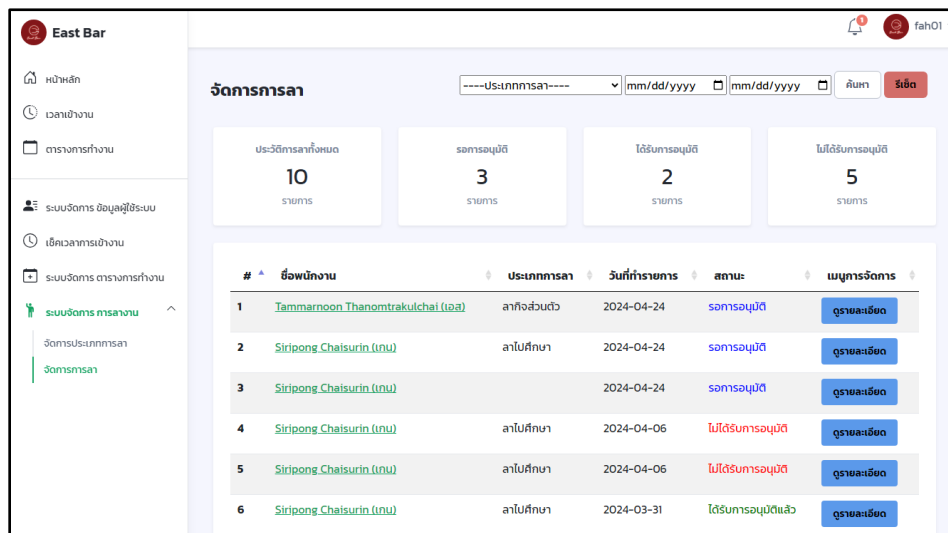 East Bar
1
fah01
หน้าหลัก
เวลาเข้างาน
ตารางการทำงาน
ระบบจัดการ ข้อมูลผู้ใช้ระบบ
เช็คเวลาการเข้างาน
ระบบจัดการ ตารางการทำงาน
ระบบจัดการ การลางาน
จัดการประเภทการลา
จัดการการลา
จัดการการลา
----ประเภทการลา---- mm/dd/yyyy mm/dd/yyyy ค้นหา รีเซ็ต
ประวัติการลาทั้งหมด รอการอนุมัติ ได้รับการอนุมัติ ไม่ได้รับการอนุมัติ
10 3 2 5
รายการ รายการ รายการ รายการ
# ชื่อพนักงาน ประเภทการลา วันที่ทำรายการ สถานะ เมนูการจัดการ
1 Tammarnoon Thanomtrakulchai (เอส) ลากิจส่วนตัว 2024-04-24 รอการอนุมัติ ดูรายละเอียด
2 Siripong Chaisurin (เกม) ลาไปศึกษา 2024-04-24 รอการอนุมัติ ดูรายละเอียด
3 Siripong Chaisurin (เกม) 2024-04-24 รอการอนุมัติ ดูรายละเอียด
4 Siripong Chaisurin (เกม) ลาไปศึกษา 2024-04-06 ไม่ได้รับการอนุมัติ ดูรายละเอียด
5 Siripong Chaisurin (เกม) ลาไปศึกษา 2024-04-06 ไม่ได้รับการอนุมัติ ดูรายละเอียด
6 Siripong Chaisurin (เกม) ลาไปศึกษา 2024-03-31 ได้รับการอนุมัติแล้ว ดูรายละเอียด